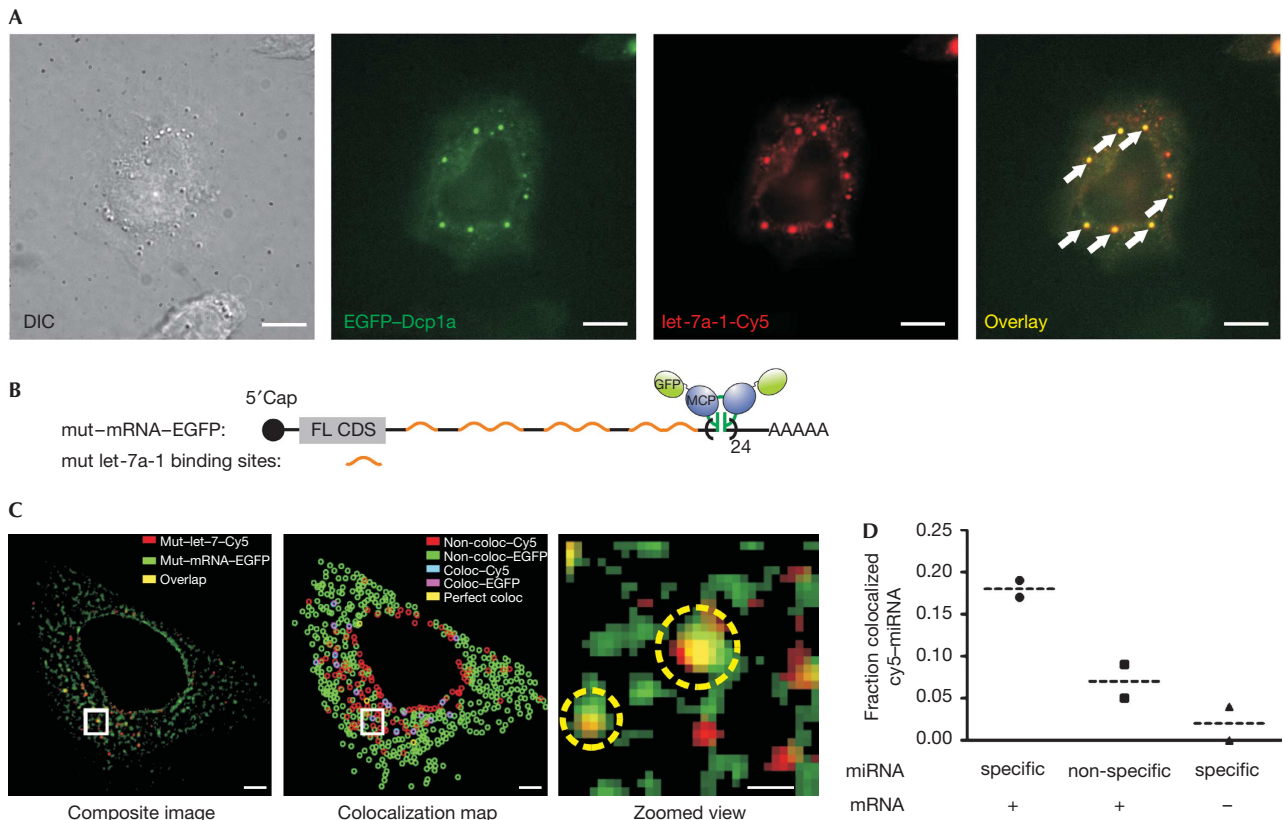 A
DIC
EGFP–Dcp1a
let-7a-1-Cy5
Overlay
B
5′Cap
GFP
MCP
mut–mRNA–EGFP:
FL CDS
AAAAA
24
mut let-7a-1 binding sites:
C
Mut–let-7–Cy5
Mut–mRNA–EGFP
Overlap
Composite image
Non-coloc–Cy5
Non-coloc–EGFP
Coloc–Cy5
Coloc–EGFP
Perfect coloc
Colocalization map
Zoomed view
D
Fraction colocalized
cy5–miRNA
0.25
0.20
0.15
0.10
0.05
0.00
miRNA specific non-specific specific
mRNA + + –